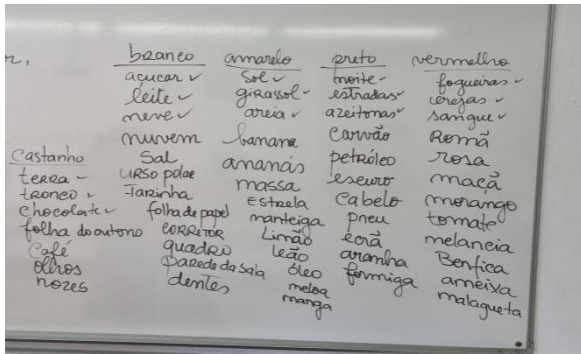 r,
branco
açucar ✓
leite ✓
neve ✓
nuvem
Sal
urso polar
Farinha
folha de papel
corretor
quadro
parede da sala
dentes
amarelo
Sol ✓
girassol -
areia ✓
banana
ananás
massa
Estrela
manteiga
Limão
leão
óleo
meloa
manga
preto
noite -
estradas ✓
azeitonas ✓
carvão
petróleo
escuro
cabelo
pneu
ecrã
aranha
formiga
vermelho
fogueiras -
cerejas ✓
sangue ✓
Romã
rosa
maçã
morango
tomate
melancia
Benfica
ameixa
malagueta
Castanho
terra -
tronco ✓
chocolate ✓
folha do outono
Café
olhos
nozes